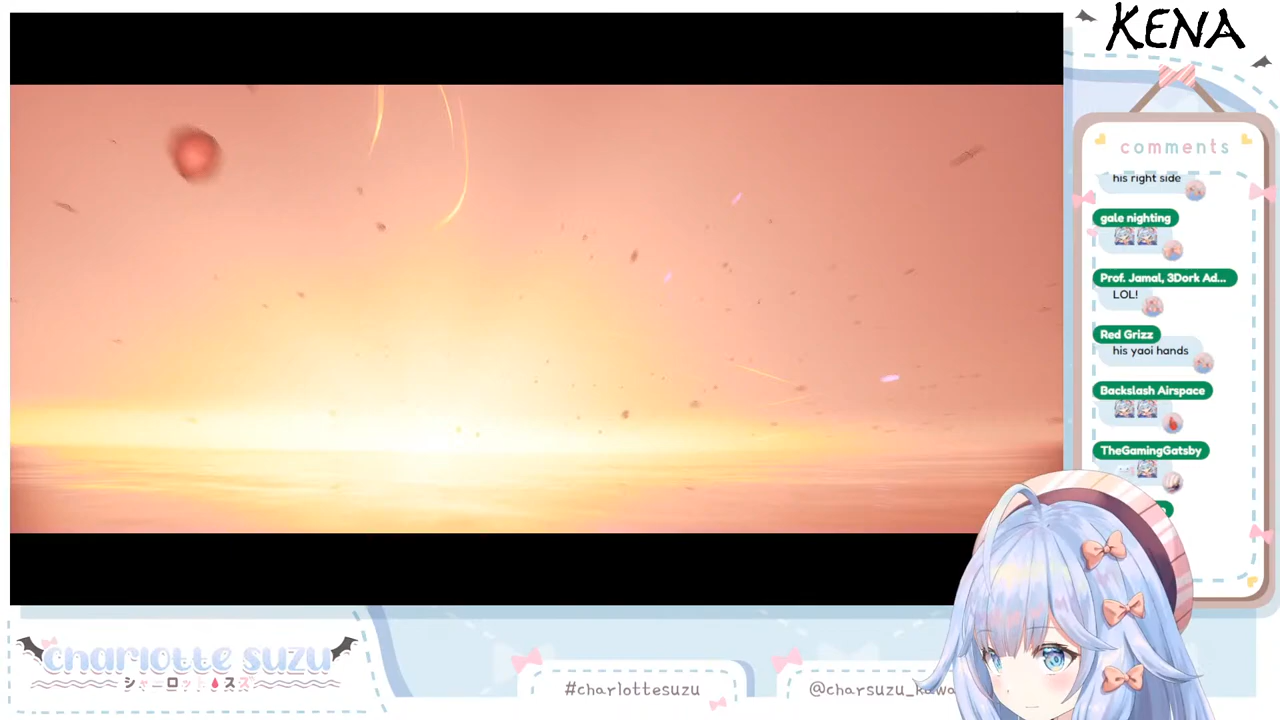 KENA
comments
his right side
gale nighting
Prof. Jamal, 3Dork Ad...
LOL!
Red Grizz
his yaoi hands
Backslash Airspace
TheGamingGatsby
charlotte suzu
シャーロット スズ
#charlottesuzu
@charsuzu_kawa